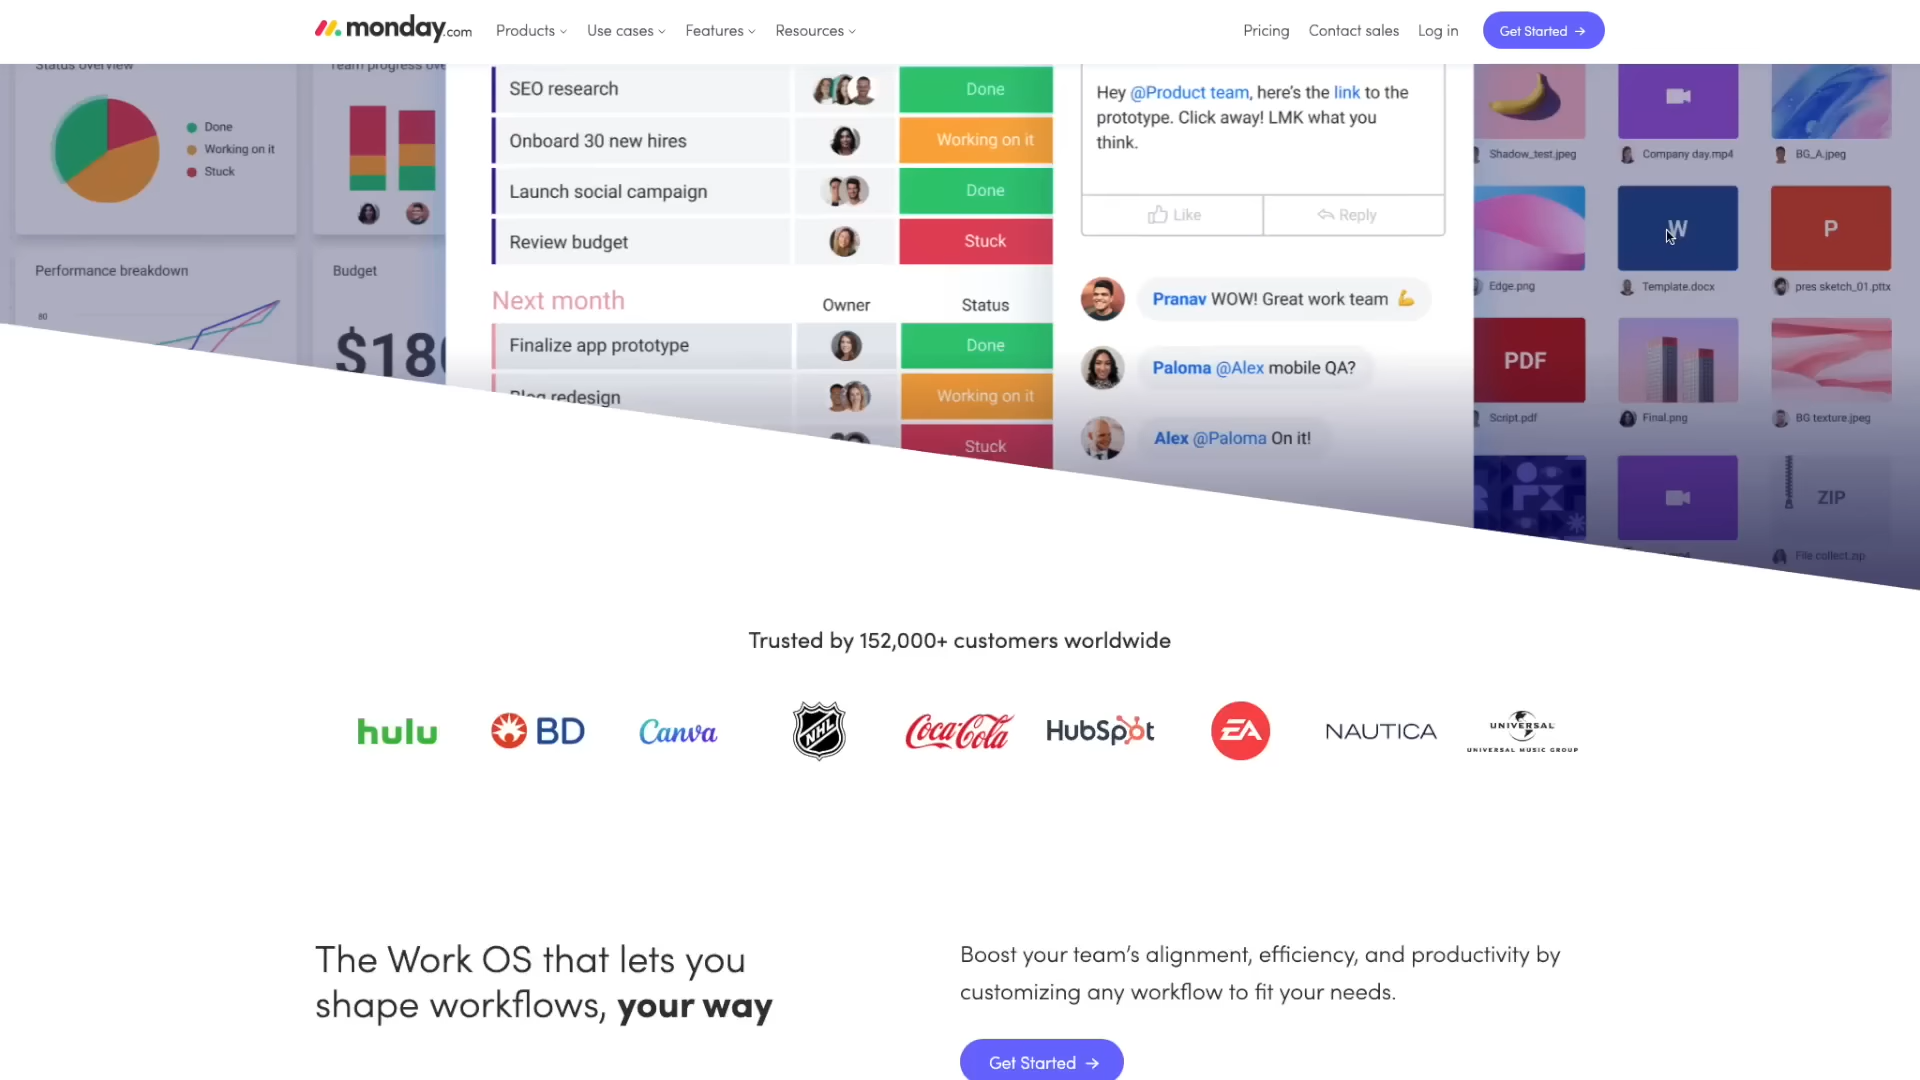 monday.com
Products
Use cases
Features
Resources
Pricing
Contact sales
Log in
Get Started →
Status overview
Done
Working on it
Stuck
Performance breakdown
80
Budget
SEO research
Done
Onboard 30 new hires
Working on it
Launch social campaign
Done
Review budget
Stuck
Next month
Owner
Status
Finalize app prototype
Done
Blog redesign
Working on it
Stuck
Hey @Product team, here's the link to the
prototype. Click away! LMK what you
think.
Like
Reply
Pranav WOW! Great work team 💪
Paloma @Alex mobile QA?
Alex @Paloma On it!
Shadow_test.jpeg
Company day.mp4
BG_A.jpeg
W
P
Edge.png
Template.docx
pres sketch_01.pttx
PDF
Script.pdf
Final.png
BG texture.jpeg
ZIP
File collect.zip
Trusted by 152,000+ customers worldwide
hulu
BD
Canva
NHL
Coca-Cola
HubSpot
EA
NAUTICA
UNIVERSAL
UNIVERSAL MUSIC GROUP
The Work OS that lets you
shape workflows, your way
Boost your team's alignment, efficiency, and productivity by
customizing any workflow to fit your needs.
Get Started →